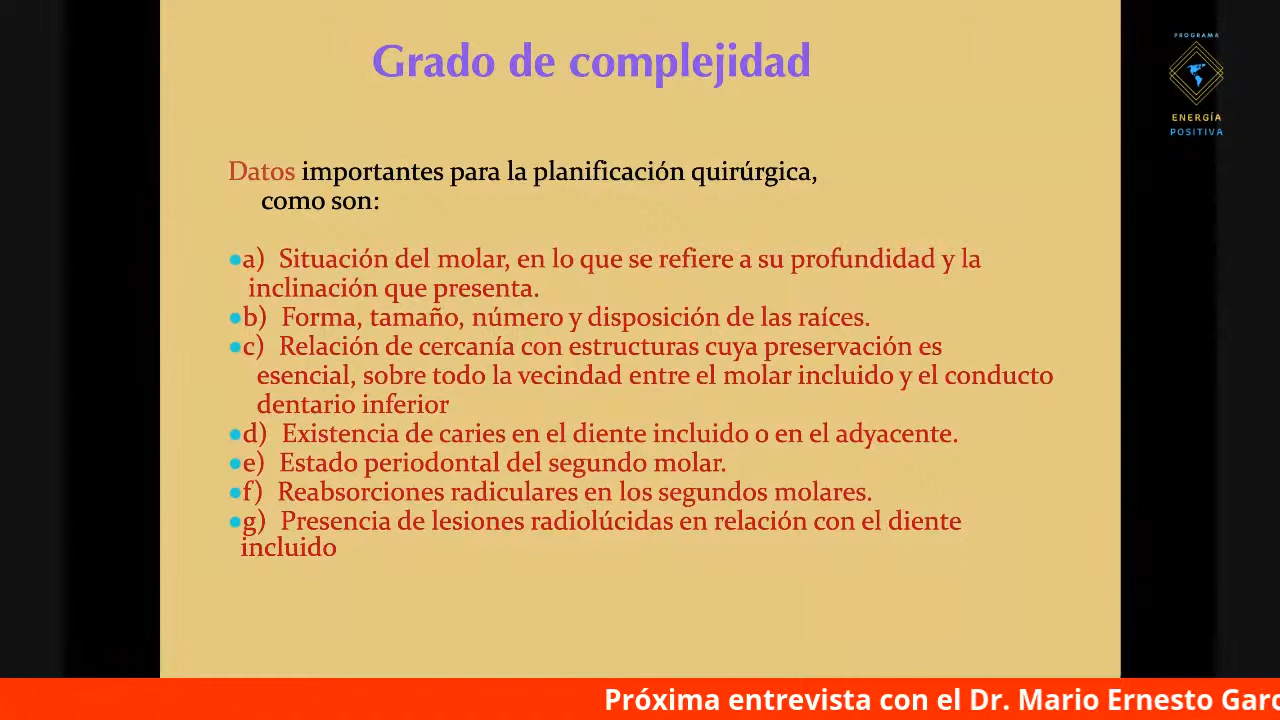 Grado de complejidad
PROGRAMA
ENERGÍA
POSITIVA
Datos importantes para la planificación quirúrgica,
como son:
●a) Situación del molar, en lo que se refiere a su profundidad y la
inclinación que presenta.
●b) Forma, tamaño, número y disposición de las raíces.
●c) Relación de cercanía con estructuras cuya preservación es
esencial, sobre todo la vecindad entre el molar incluido y el conducto
dentario inferior
●d) Existencia de caries en el diente incluido o en el adyacente.
●e) Estado periodontal del segundo molar.
●f) Reabsorciones radiculares en los segundos molares.
●g) Presencia de lesiones radiolúcidas en relación con el diente
incluido
Próxima entrevista con el Dr. Mario Ernesto